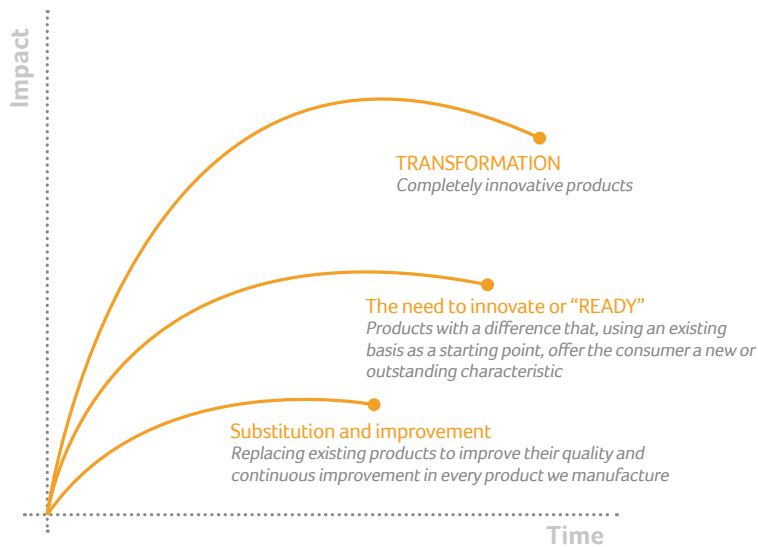 Impact
TRANSFORMATION
Completely innovative products
The need to innovate or “READY”
Products with a difference that, using an existing
basis as a starting point, offer the consumer a new or
outstanding characteristic
Substitution and improvement
Replacing existing products to improve their quality and
continuous improvement in every product we manufacture
Time